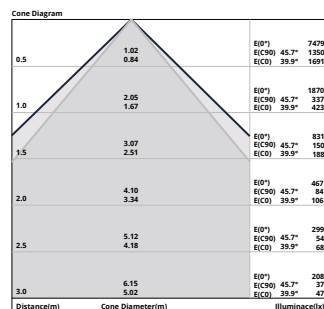 Cone Diagram
E(0°) 7479
1.02 E(C90) 45.7° 1350
0.5 0.84 E(C0) 39.9° 1691
E(0°) 1870
2.05 E(C90) 45.7° 337
1.0 1.67 E(C0) 39.9° 423
E(0°) 831
3.07 E(C90) 45.7° 150
1.5 2.51 E(C0) 39.9° 188
E(0°) 467
4.10 E(C90) 45.7° 84
2.0 3.34 E(C0) 39.9° 106
E(0°) 299
5.12 E(C90) 45.7° 54
2.5 4.18 E(C0) 39.9° 68
E(0°) 208
6.15 E(C90) 45.7° 37
3.0 5.02 E(C0) 39.9° 47
Distance(m) Cone Diameter(m) Illuminace(lx)